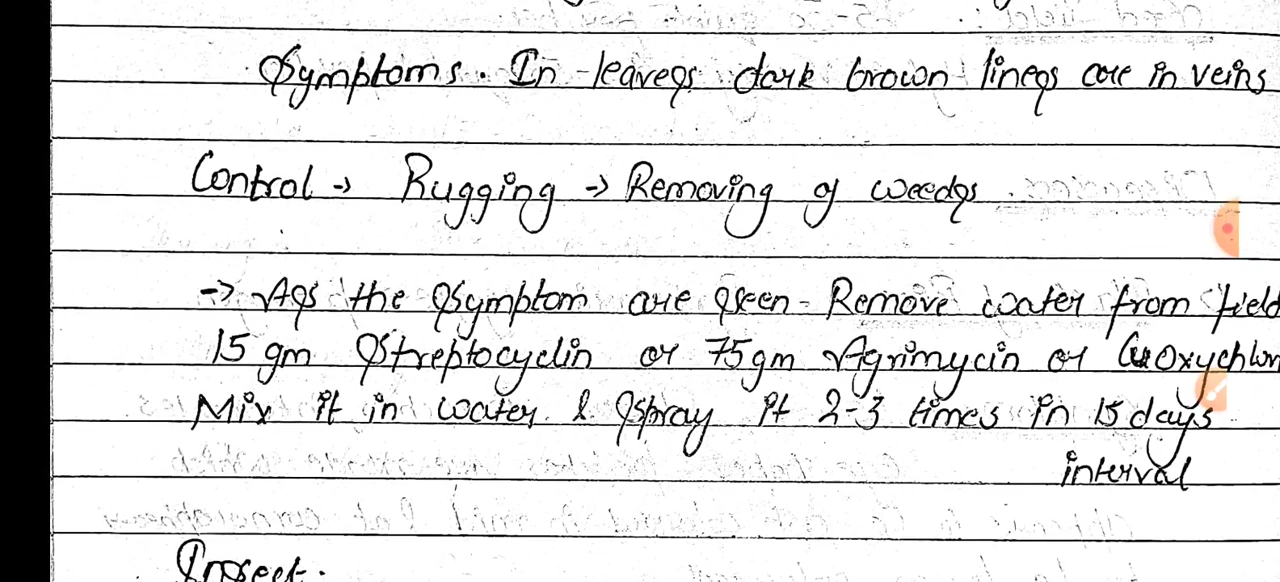 Symptoms. In leaves dark brown lines are in veins
Control → Rugging → Removing of weeds.
→ As the symptom are seen - Remove water from field
15 gm Streptocyclin or 75gm Agrimycin or CuOxychlor
Mix it in water & spray it 2-3 times in 15 days
interval
Insect.